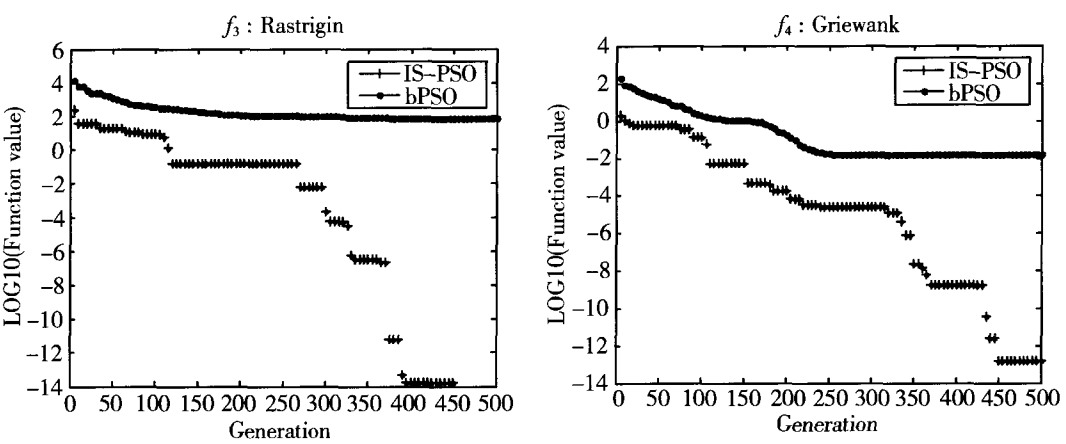 f3 : Rastrigin
6
4
2
0
−2
−4
−6
−8
−10
−12
−14
LOG10(Function value)
IS−PSO
bPSO
0 50 100 150 200 250 300 350 400 450 500
Generation
f4 : Griewank
4
2
0
−2
−4
−6
−8
−10
−12
−14
LOG10(Function value)
IS−PSO
bPSO
0 50 100 150 200 250 300 350 400 450 500
Generation